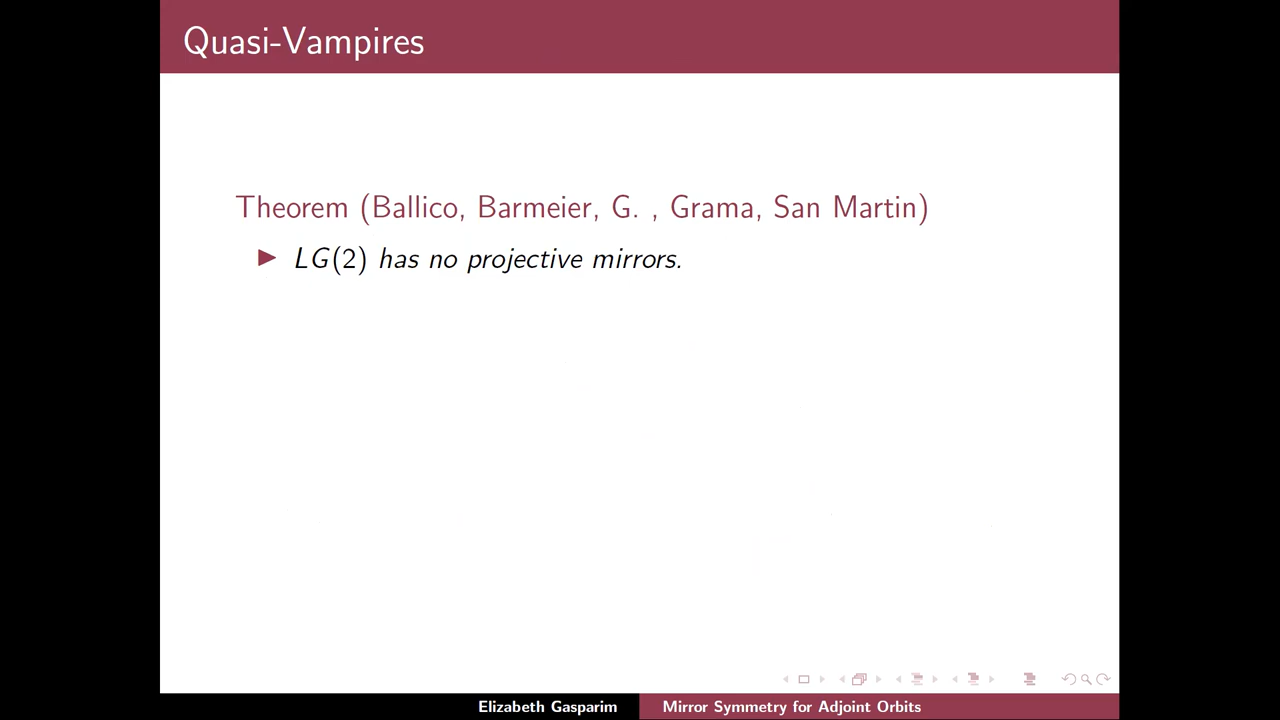 Quasi-Vampires
Theorem (Ballico, Barmeier, G. , Grama, San Martin)
LG(2) has no projective mirrors.
Elizabeth Gasparim
Mirror Symmetry for Adjoint Orbits